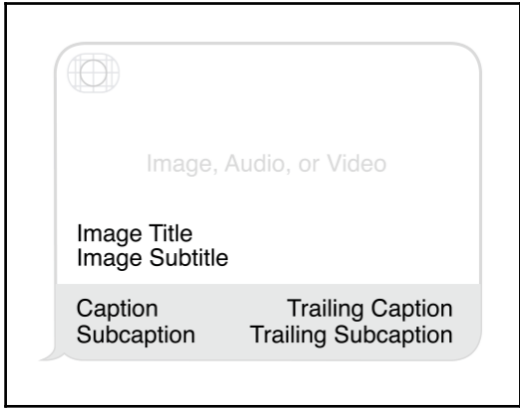 Image, Audio, or Video
Image Title
Image Subtitle
Caption Trailing Caption
Subcaption Trailing Subcaption